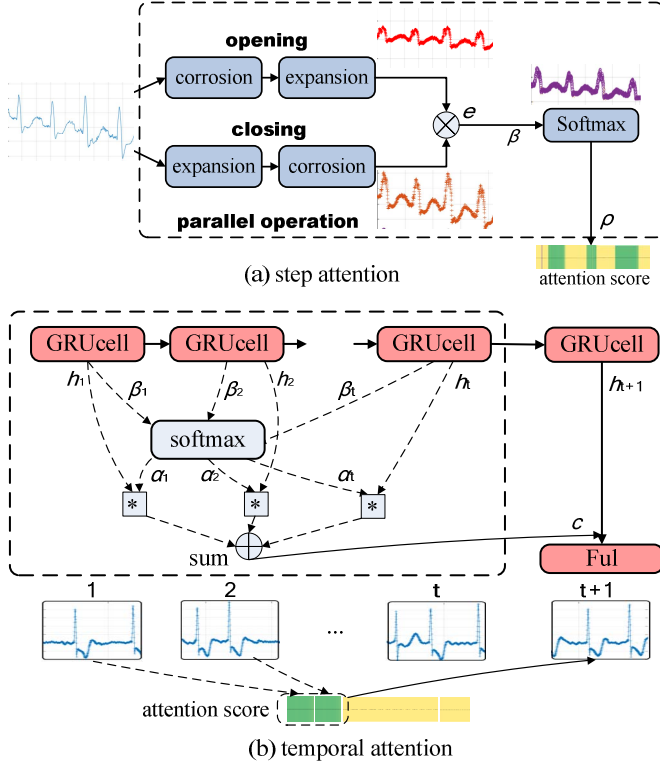 opening
corrosion expansion
e
closing
β
Softmax
expansion corrosion
parallel operation
ρ
(a) step attention
attention score
GRUcell GRUcell GRUcell GRUcell
h1 β1 β2 h2 βt ht ht+1
softmax
α1 α2 αt
* * *
c
sum
Ful
1 2 t t+1
...
attention score
(b) temporal attention